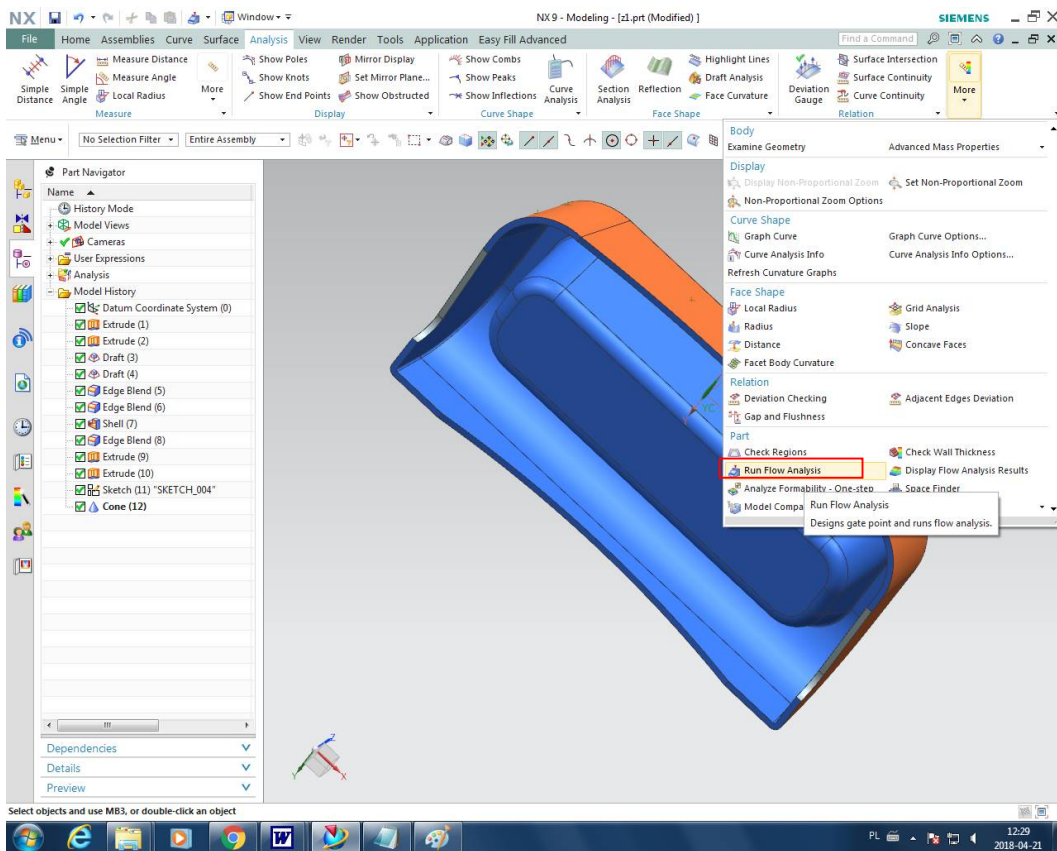 NX Window NX 9 - Modeling - [z1.prt (Modified) ] SIEMENS
File Home Assemblies Curve Surface Analysis View Render Tools Application Easy Fill Advanced Find a Command
Simple Distance
Simple Angle
Measure Distance
Measure Angle
Local Radius
More
Measure
Show Poles
Show Knots
Show End Points
Mirror Display
Set Mirror Plane...
Show Obstructed
Display
Show Combs
Show Peaks
Show Inflections
Curve Analysis
Curve Shape
Section Analysis
Reflection
Highlight Lines
Draft Analysis
Face Curvature
Face Shape
Deviation Gauge
Surface Intersection
Surface Continuity
Curve Continuity
Relation
More
Menu No Selection Filter Entire Assembly
Part Navigator
Name
History Mode
Model Views
Cameras
User Expressions
Analysis
Model History
Datum Coordinate System (0)
Extrude (1)
Extrude (2)
Draft (3)
Draft (4)
Edge Blend (5)
Edge Blend (6)
Shell (7)
Edge Blend (8)
Extrude (9)
Extrude (10)
Sketch (11) "SKETCH_004"
Cone (12)
Dependencies
Details
Preview
YC
Z
Y
X
Body
Examine Geometry Advanced Mass Properties
Display
Display Non-Proportional Zoom Set Non-Proportional Zoom
Non-Proportional Zoom Options
Curve Shape
Graph Curve Graph Curve Options...
Curve Analysis Info Curve Analysis Info Options...
Refresh Curvature Graphs
Face Shape
Local Radius Grid Analysis
Radius Slope
Distance Concave Faces
Facet Body Curvature
Relation
Deviation Checking Adjacent Edges Deviation
Gap and Flushness
Part
Check Regions Check Wall Thickness
Run Flow Analysis Display Flow Analysis Results
Analyze Formability - One-step Space Finder
Model Compa
Run Flow Analysis
Designs gate point and runs flow analysis.
Select objects and use MB3, or double-click an object
PL 12:29
2018-04-21